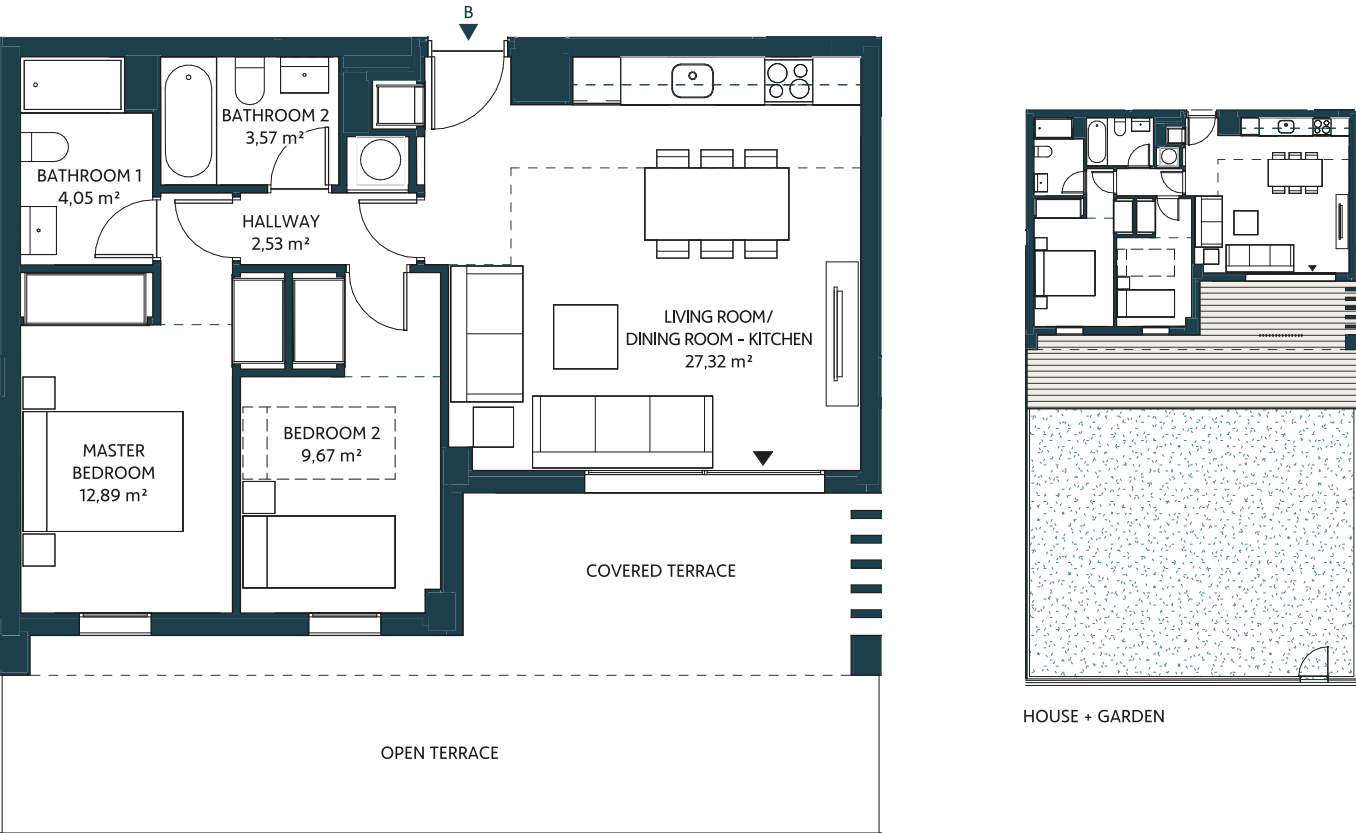 B
BATHROOM 2
3,57 m²
BATHROOM 1
4,05 m²
HALLWAY
2,53 m²
LIVING ROOM/
DINING ROOM - KITCHEN
27,32 m²
MASTER
BEDROOM
12,89 m²
BEDROOM 2
9,67 m²
COVERED TERRACE
OPEN TERRACE
HOUSE + GARDEN